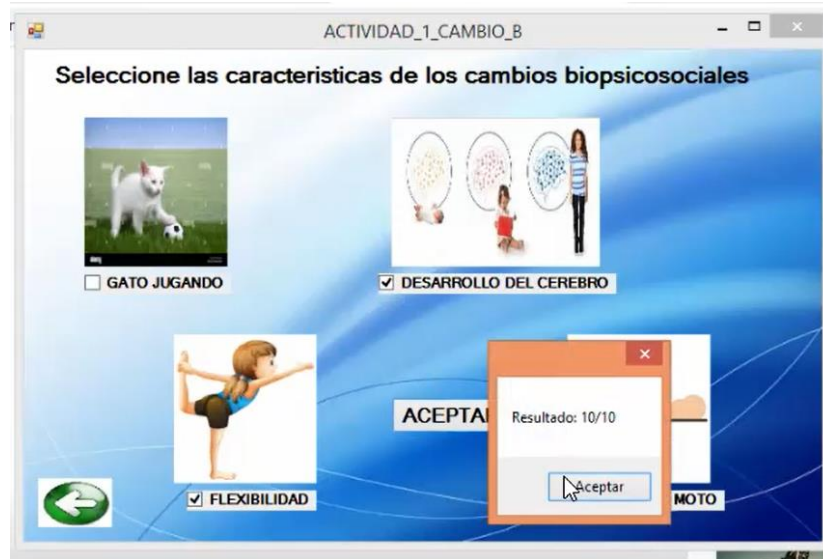 ACTIVIDAD_1_CAMBIO_B
Seleccione las caracteristicas de los cambios biopsicosociales
GATO JUGANDO
DESARROLLO DEL CEREBRO
ACEPTA
Resultado: 10/10
Aceptar
FLEXIBILIDAD
MOTO